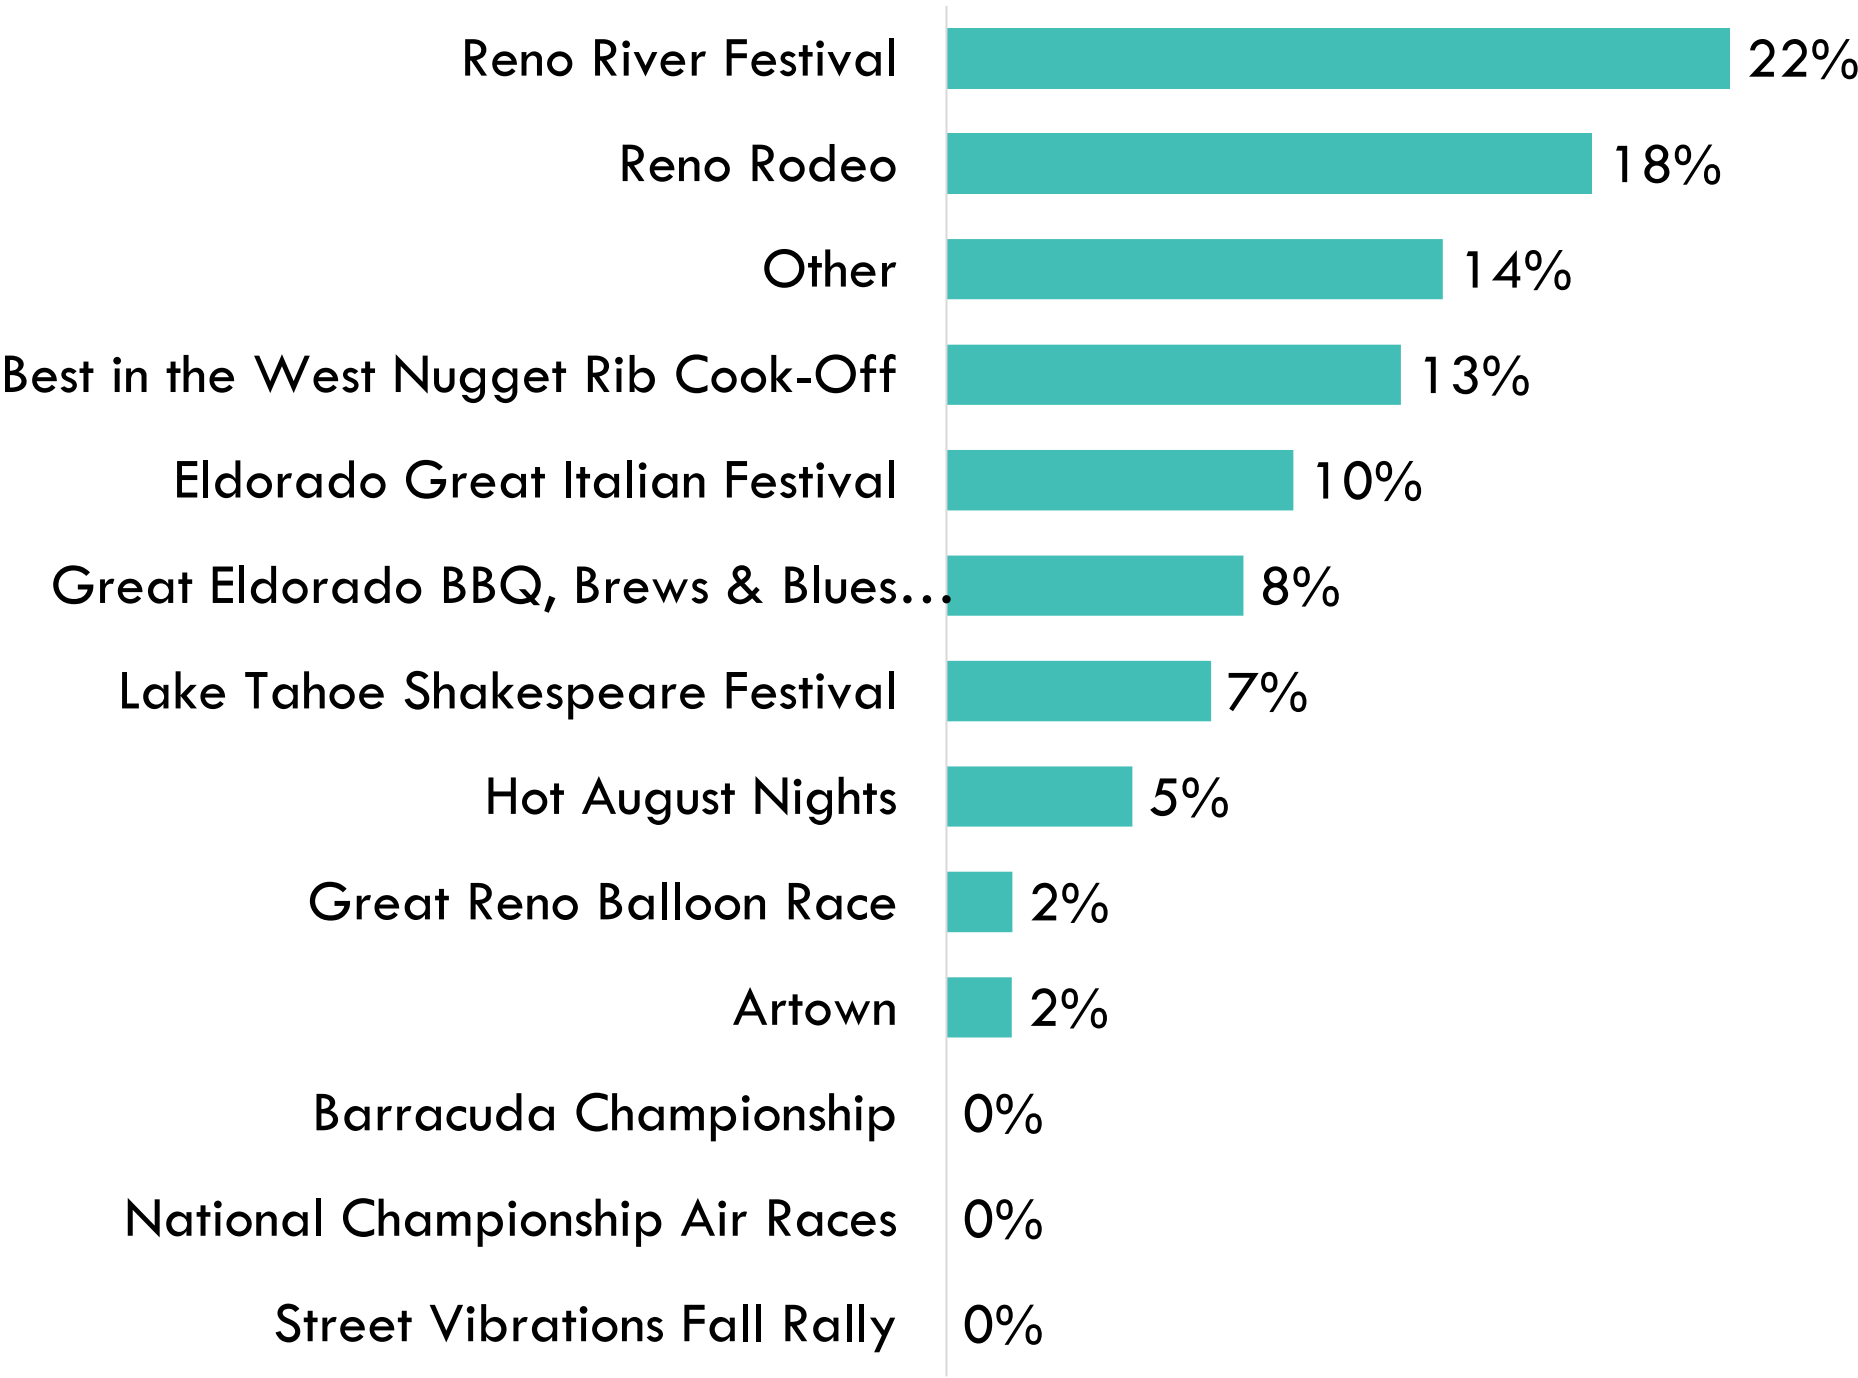 Reno River Festival 22%
Reno Rodeo 18%
Other 14%
Best in the West Nugget Rib Cook-Off 13%
Eldorado Great Italian Festival 10%
Great Eldorado BBQ, Brews & Blues… 8%
Lake Tahoe Shakespeare Festival 7%
Hot August Nights 5%
Great Reno Balloon Race 2%
Artown 2%
Barracuda Championship 0%
National Championship Air Races 0%
Street Vibrations Fall Rally 0%